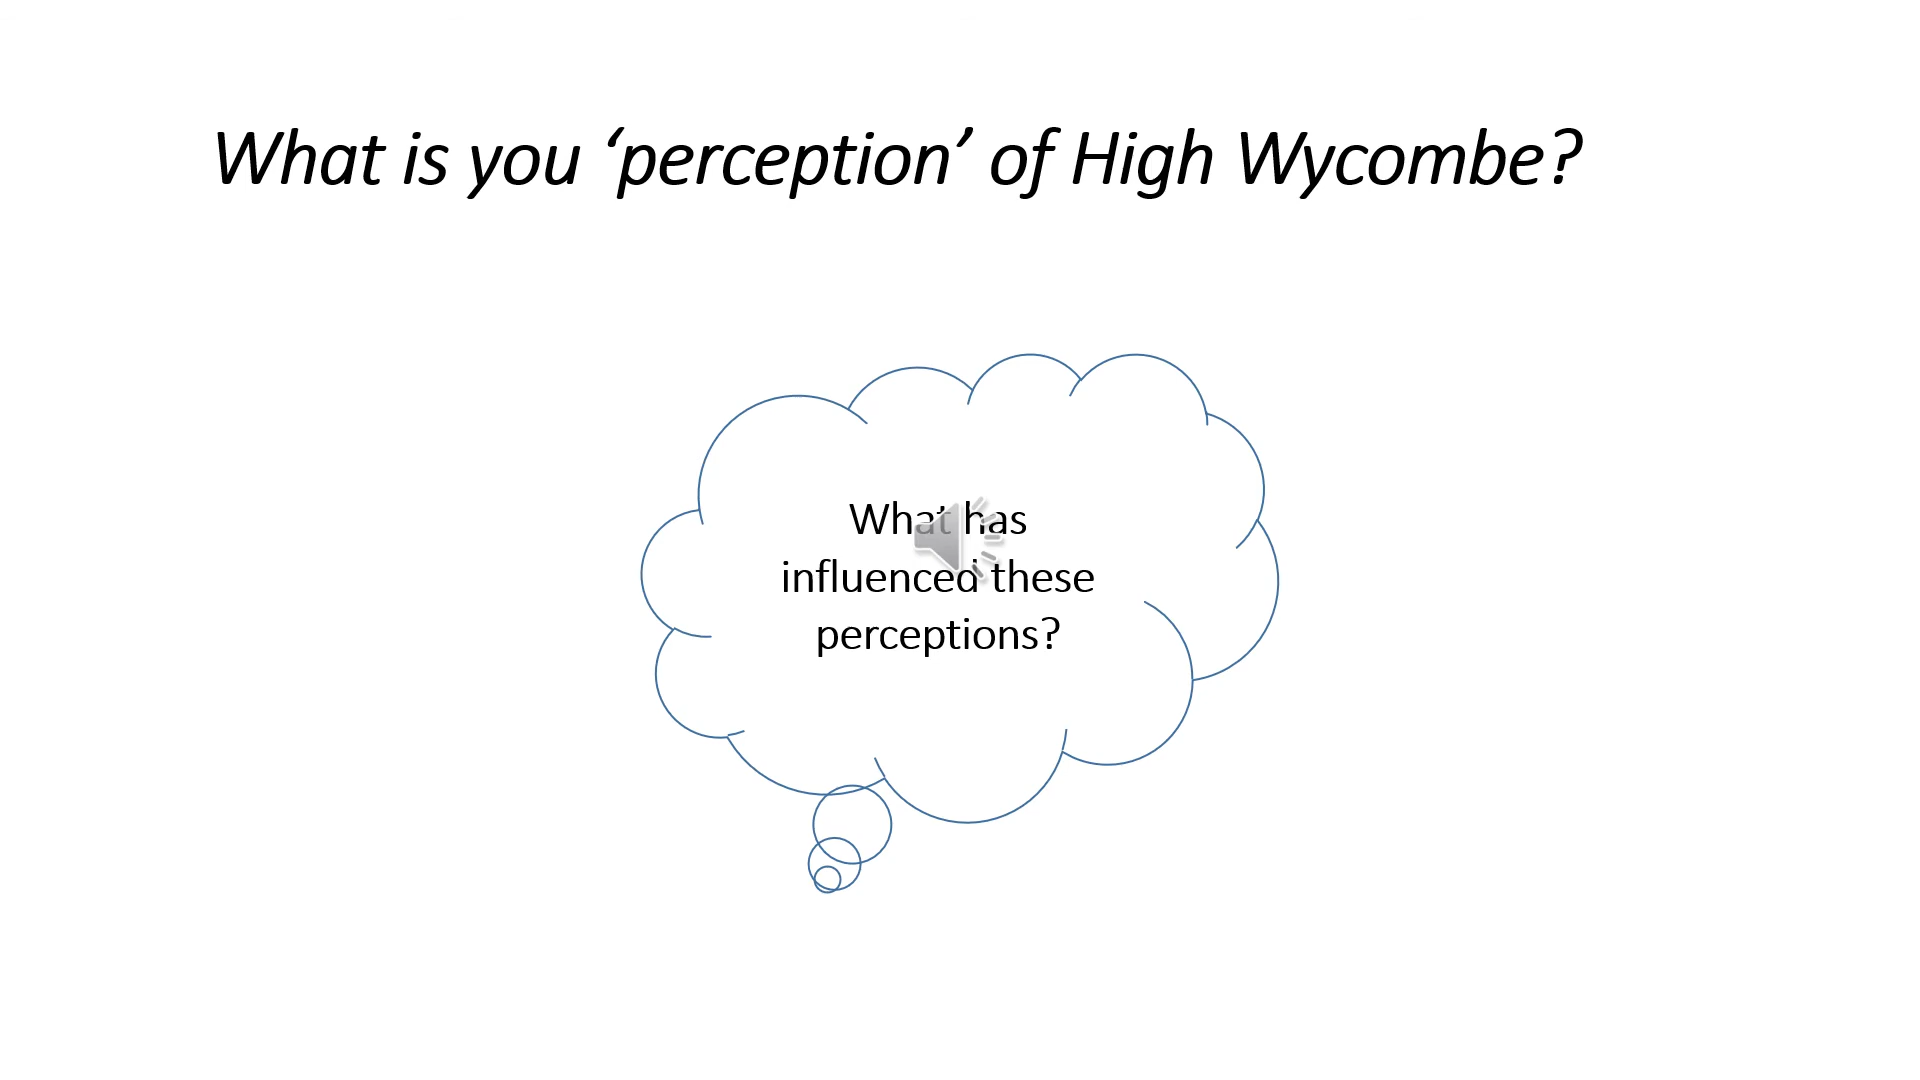 What is you ‘perception’ of High Wycombe?
What has
influenced these
perceptions?